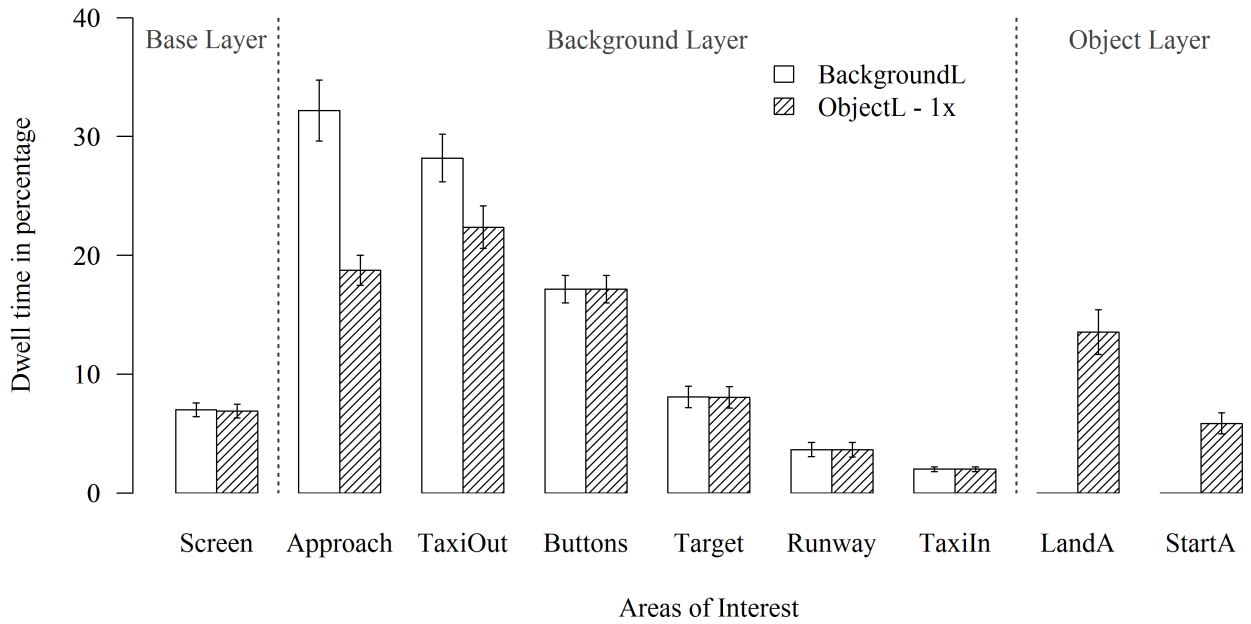 Base Layer
Background Layer
Object Layer
BackgroundL
ObjectL - 1x
Dwell time in percentage
40
30
20
10
0
Screen Approach TaxiOut Buttons Target Runway TaxiIn LandA StartA
Areas of Interest